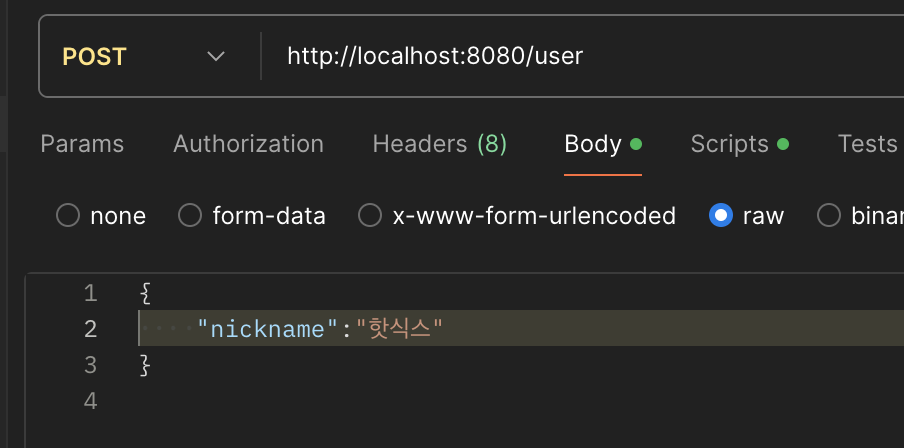 POST http://localhost:8080/user
Params Authorization Headers (8) Body Scripts Tests
none form-data x-www-form-urlencoded raw binar
1 {
2 "nickname":"핫식스"
3 }
4